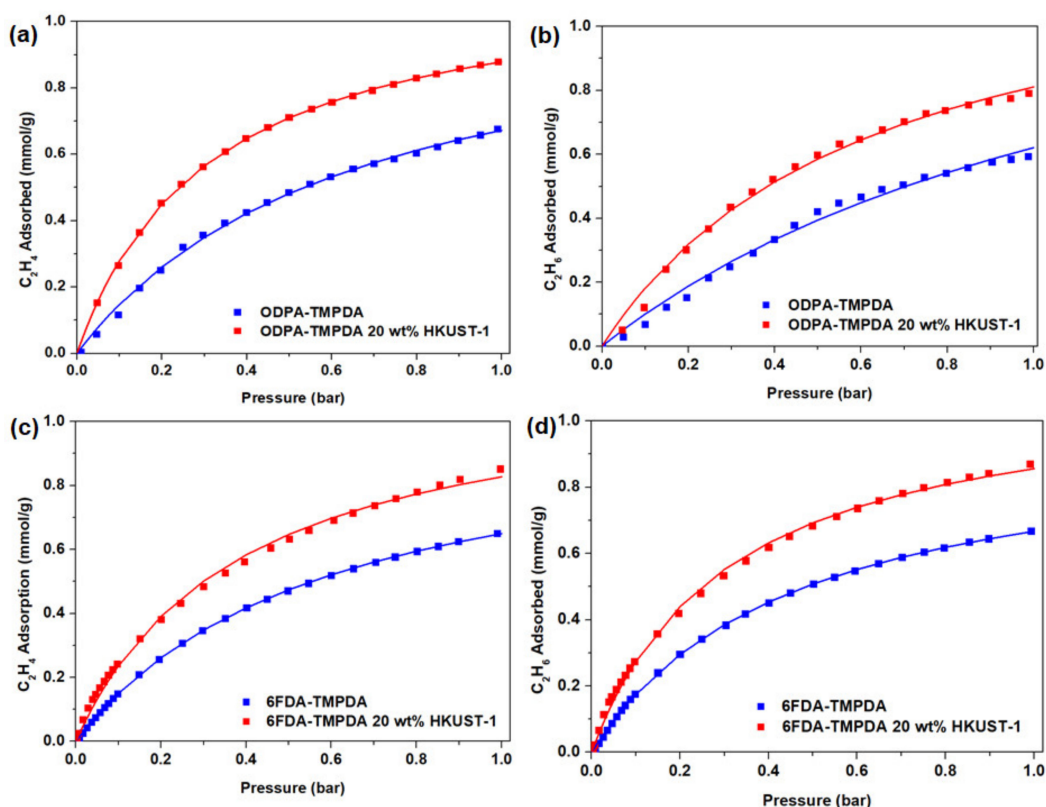 (a)
1.0
0.8
0.6
0.4
0.2
0.0
C₂H₄ Adsorbed (mmol/g)
ODPA-TMPDA
ODPA-TMPDA 20 wt% HKUST-1
0.0 0.2 0.4 0.6 0.8 1.0
Pressure (bar)
(b)
1.0
0.8
0.6
0.4
0.2
0.0
C₂H₆ Adsorbed (mmol/g)
ODPA-TMPDA
ODPA-TMPDA 20 wt% HKUST-1
0.0 0.2 0.4 0.6 0.8 1.0
Pressure (bar)
(c)
1.0
0.8
0.6
0.4
0.2
0.0
C₂H₄ Adsorption (mmol/g)
6FDA-TMPDA
6FDA-TMPDA 20 wt% HKUST-1
0.0 0.2 0.4 0.6 0.8 1.0
Pressure (bar)
(d)
1.0
0.8
0.6
0.4
0.2
0.0
C₂H₆ Adsorbed (mmol/g)
6FDA-TMPDA
6FDA-TMPDA 20 wt% HKUST-1
0.0 0.2 0.4 0.6 0.8 1.0
Pressure (bar)